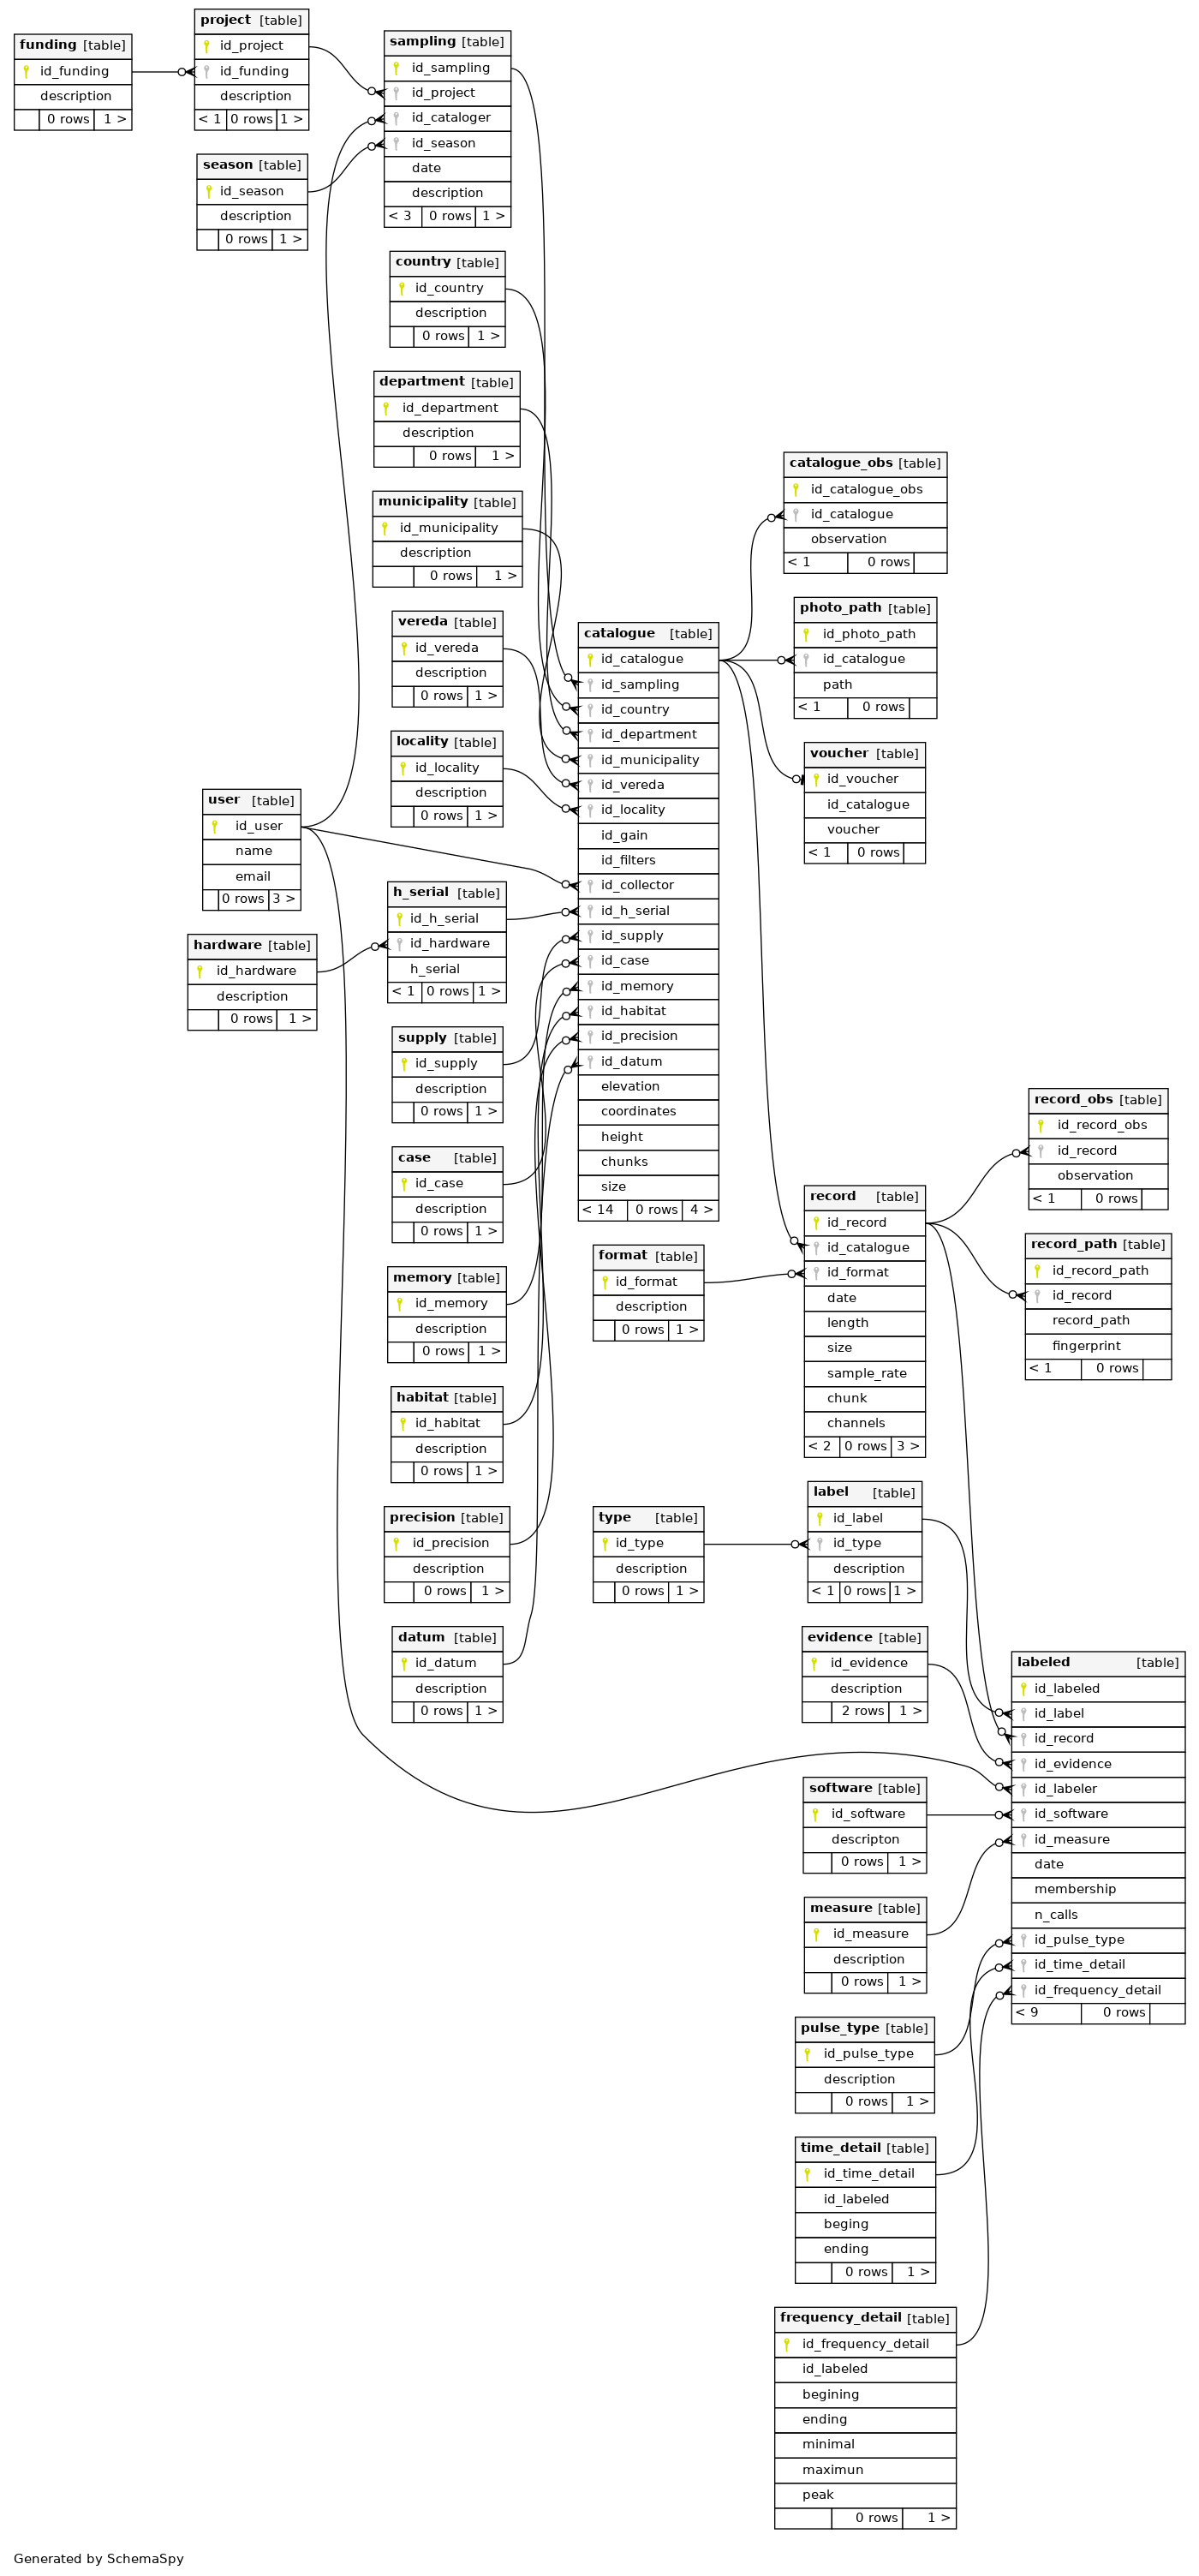 funding [table]
id_funding
description
0 rows 1 >
project [table]
id_project
id_funding
description
< 1 0 rows 1 >
season [table]
id_season
description
0 rows 1 >
sampling [table]
id_sampling
id_project
id_cataloger
id_season
date
description
< 3 0 rows 1 >
country [table]
id_country
description
0 rows 1 >
department [table]
id_department
description
0 rows 1 >
municipality [table]
id_municipality
description
0 rows 1 >
vereda [table]
id_vereda
description
0 rows 1 >
locality [table]
id_locality
description
0 rows 1 >
user [table]
id_user
name
email
0 rows 3 >
hardware [table]
id_hardware
description
0 rows 1 >
h_serial [table]
id_h_serial
id_hardware
h_serial
< 1 0 rows 1 >
supply [table]
id_supply
description
0 rows 1 >
case [table]
id_case
description
0 rows 1 >
memory [table]
id_memory
description
0 rows 1 >
habitat [table]
id_habitat
description
0 rows 1 >
precision [table]
id_precision
description
0 rows 1 >
datum [table]
id_datum
description
0 rows 1 >
catalogue [table]
id_catalogue
id_sampling
id_country
id_department
id_municipality
id_vereda
id_locality
id_gain
id_filters
id_collector
id_h_serial
id_supply
id_case
id_memory
id_habitat
id_precision
id_datum
elevation
coordinates
height
chunks
size
< 14 0 rows 4 >
format [table]
id_format
description
0 rows 1 >
type [table]
id_type
description
0 rows 1 >
catalogue_obs [table]
id_catalogue_obs
id_catalogue
observation
< 1 0 rows
photo_path [table]
id_photo_path
id_catalogue
path
< 1 0 rows
voucher [table]
id_voucher
id_catalogue
voucher
< 1 0 rows
record [table]
id_record
id_catalogue
id_format
date
length
size
sample_rate
chunk
channels
< 2 0 rows 3 >
label [table]
id_label
id_type
description
< 1 0 rows 1 >
evidence [table]
id_evidence
description
2 rows 1 >
software [table]
id_software
descripton
0 rows 1 >
measure [table]
id_measure
description
0 rows 1 >
pulse_type [table]
id_pulse_type
description
0 rows 1 >
time_detail [table]
id_time_detail
id_labeled
beging
ending
0 rows 1 >
frequency_detail [table]
id_frequency_detail
id_labeled
begining
ending
minimal
maximun
peak
0 rows 1 >
record_obs [table]
id_record_obs
id_record
observation
< 1 0 rows
record_path [table]
id_record_path
id_record
record_path
fingerprint
< 1 0 rows
labeled [table]
id_labeled
id_label
id_record
id_evidence
id_labeler
id_software
id_measure
date
membership
n_calls
id_pulse_type
id_time_detail
id_frequency_detail
< 9 0 rows
Generated by SchemaSpy